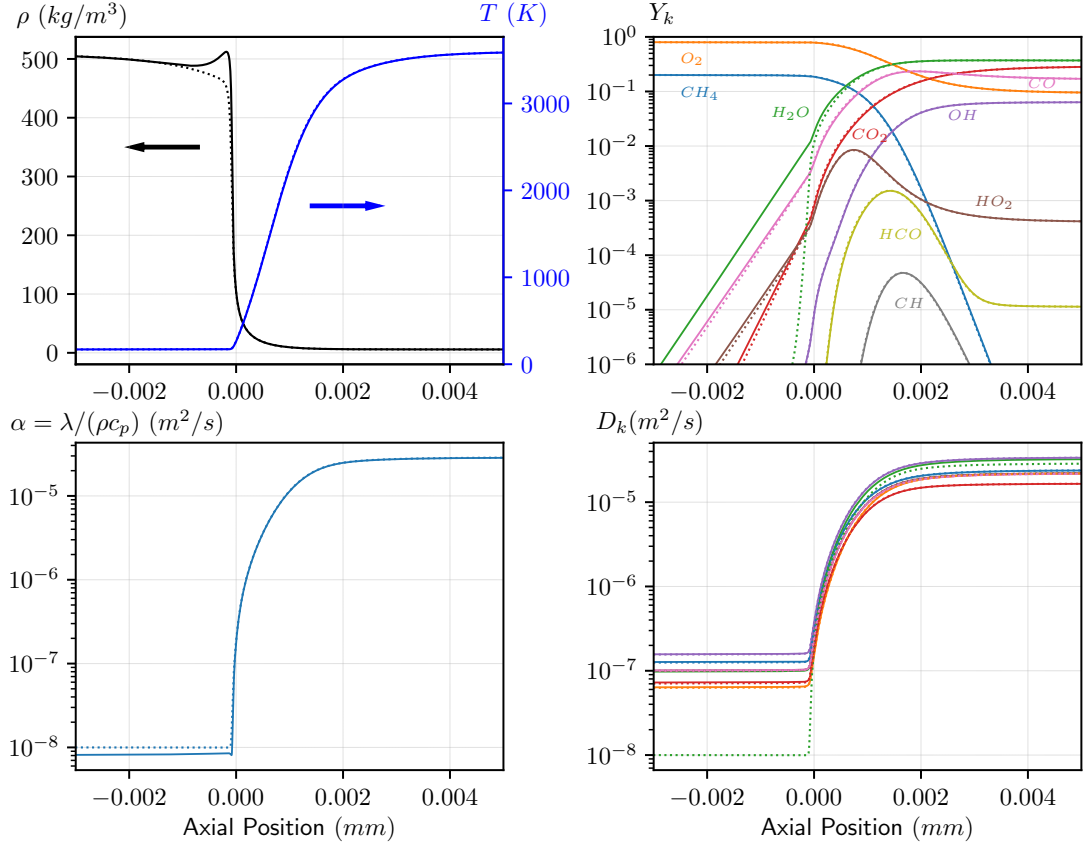 ρ (kg/m³)
T (K)
500
400
300
200
100
0
3000
2000
1000
0
−0.002
0.000
0.002
0.004
Y_k
10⁰
10⁻¹
10⁻²
10⁻³
10⁻⁴
10⁻⁵
10⁻⁶
O₂
CH₄
H₂O
CO₂
CO
OH
HO₂
HCO
CH
−0.002
0.000
0.002
0.004
α = λ/(ρc_p) (m²/s)
10⁻⁵
10⁻⁶
10⁻⁷
10⁻⁸
−0.002
0.000
0.002
0.004
Axial Position (mm)
D_k(m²/s)
10⁻⁵
10⁻⁶
10⁻⁷
10⁻⁸
−0.002
0.000
0.002
0.004
Axial Position (mm)